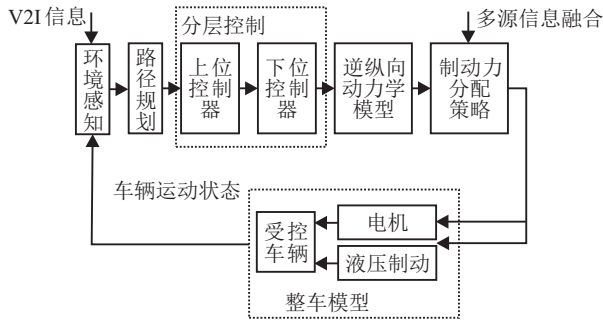 V2I信息
分层控制
多源信息融合
环境感知
路径规划
上位
控制
器
下位
控制
器
逆纵向
动力学
模型
制动力
分配
策略
车辆运动状态
受控
车辆
电机
液压制动
整车模型